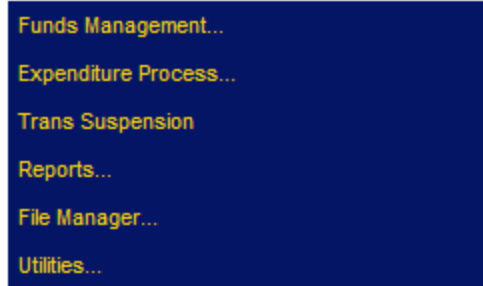 Funds Management...
Expenditure Process...
Trans Suspension
Reports...
File Manager...
Utilities...